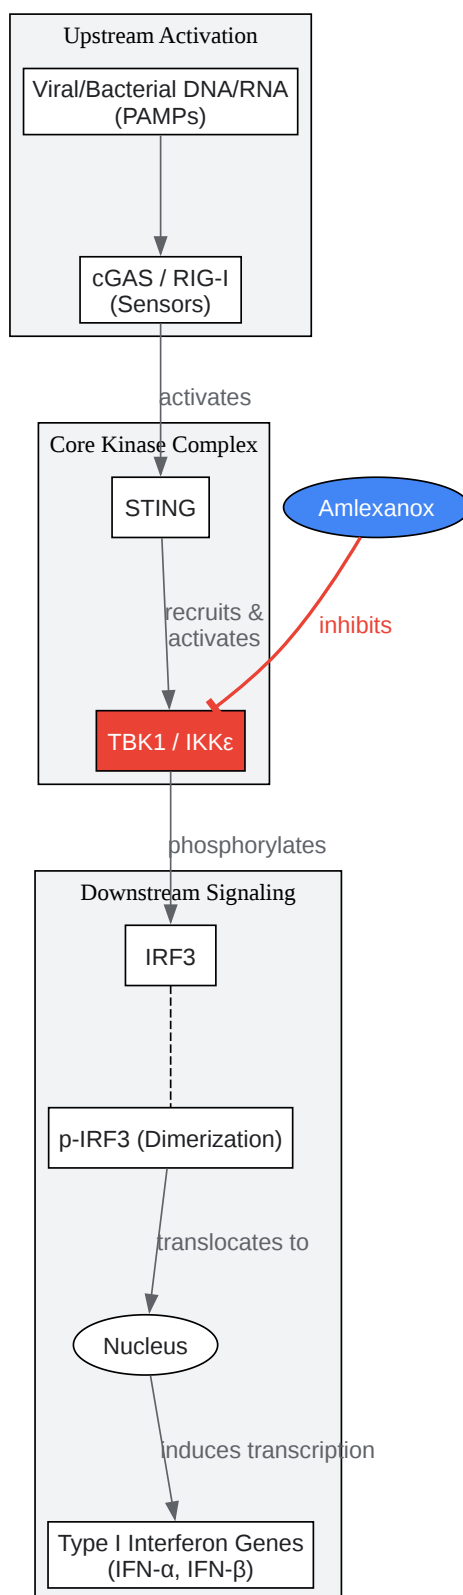 Upstream Activation
Viral/Bacterial DNA/RNA
(PAMPs)
cGAS / RIG-I
(Sensors)
activates
Core Kinase Complex
STING
Amlexanox
recruits &
activates
inhibits
TBK1 / IKKε
phosphorylates
Downstream Signaling
IRF3
p-IRF3 (Dimerization)
translocates to
Nucleus
induces transcription
Type I Interferon Genes
(IFN-α, IFN-β)